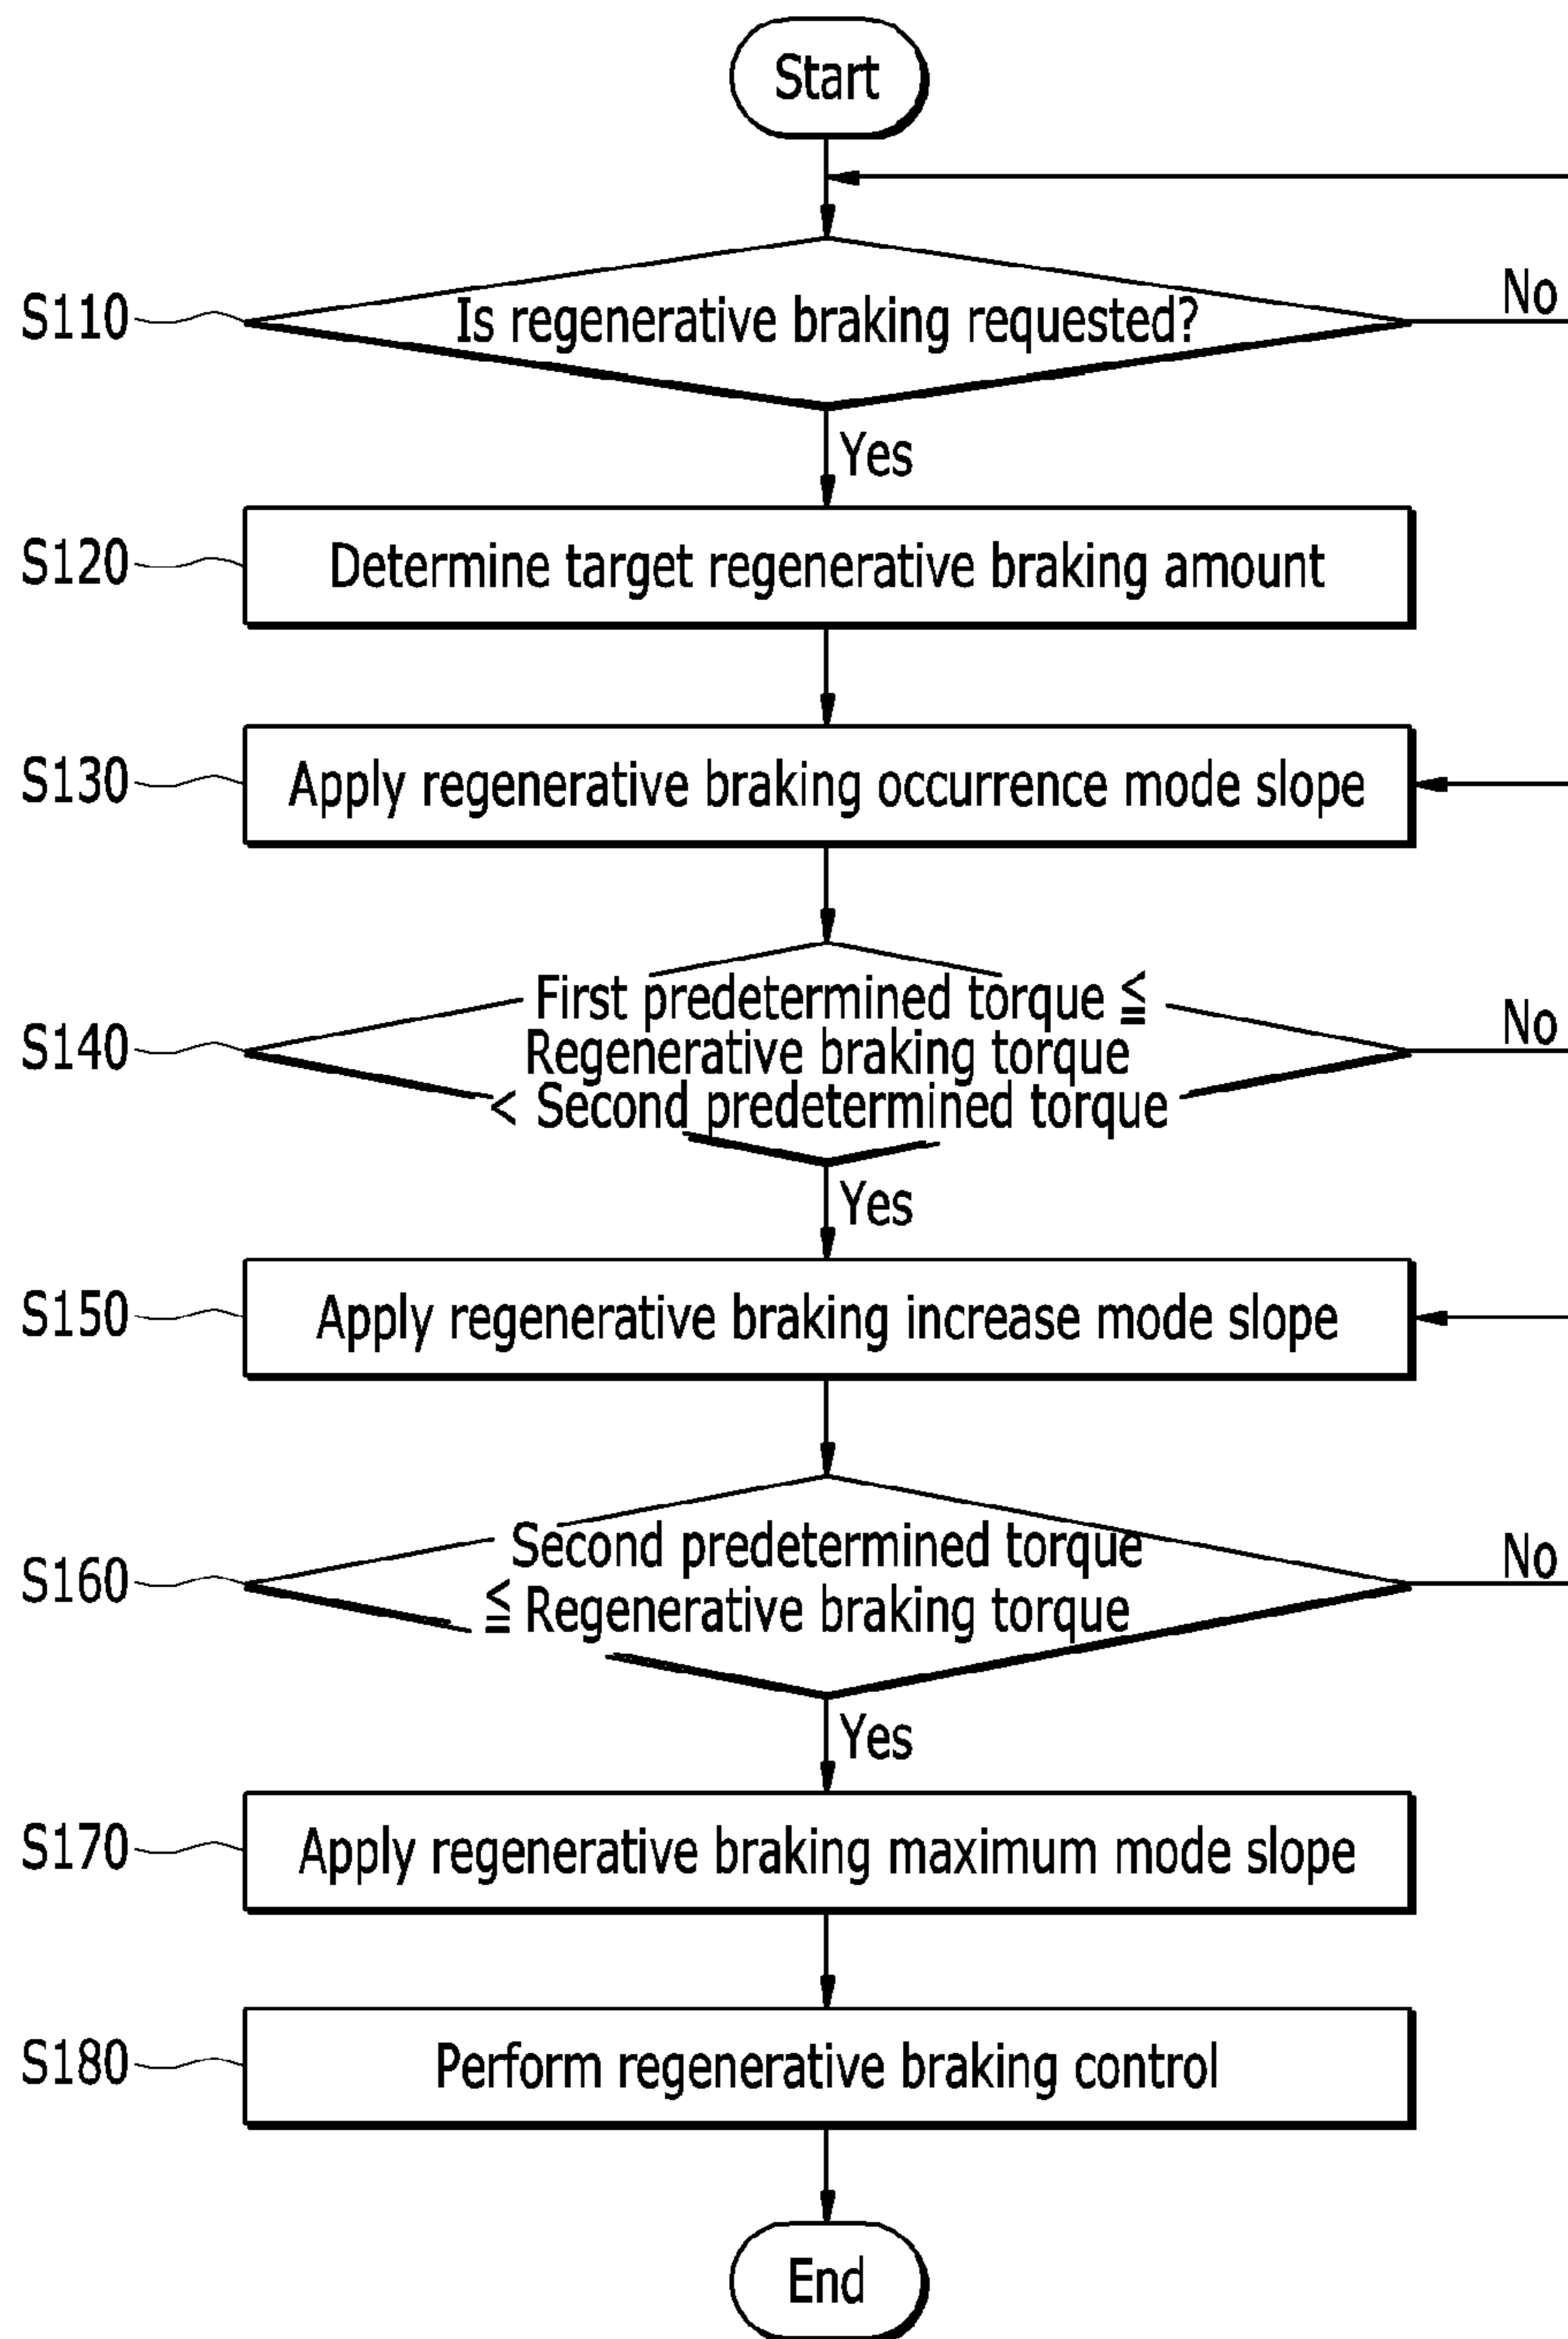 Start
S110
Is regenerative braking requested?
No
Yes
S120
Determine target regenerative braking amount
S130
Apply regenerative braking occurrence mode slope
S140
First predetermined torque ≦
Regenerative braking torque
< Second predetermined torque
No
Yes
S150
Apply regenerative braking increase mode slope
S160
Second predetermined torque
≦ Regenerative braking torque
No
Yes
S170
Apply regenerative braking maximum mode slope
S180
Perform regenerative braking control
End